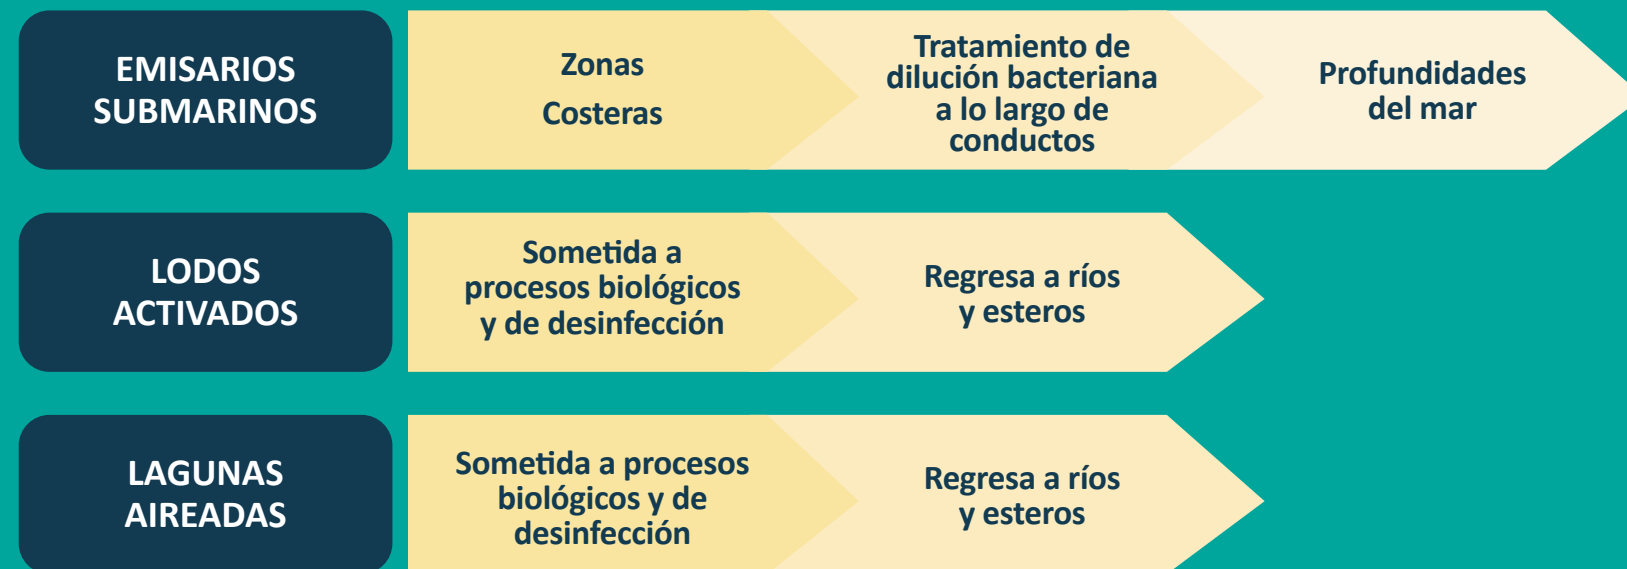 EMISARIOS
SUBMARINOS
Zonas
Costeras
Tratamiento de
dilución bacteriana
a lo largo de
conductos
Profundidades
del mar
LODOS
ACTIVADOS
Sometida a
procesos biológicos
y de desinfección
Regresa a ríos
y esteros
LAGUNAS
AIREADAS
Sometida a procesos
biológicos y de
desinfección
Regresa a ríos
y esteros